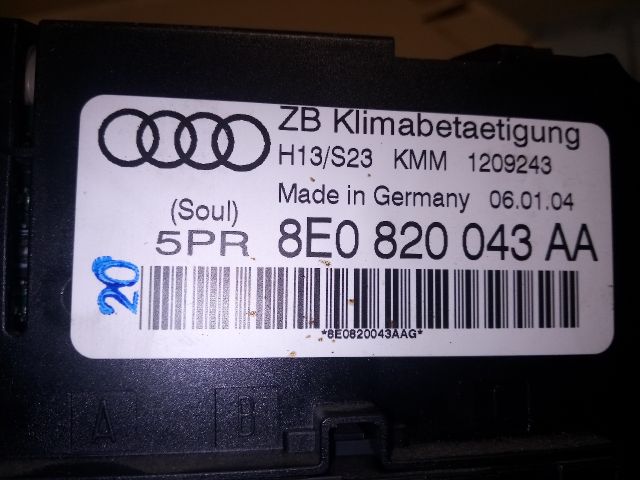 ZB Klimabetaetigung
H13/S23 KMM 1209243
Made in Germany 06.01.04
(Soul)
5PR 8E0 820 043 AA
20
*8E0820043AAG*
A B